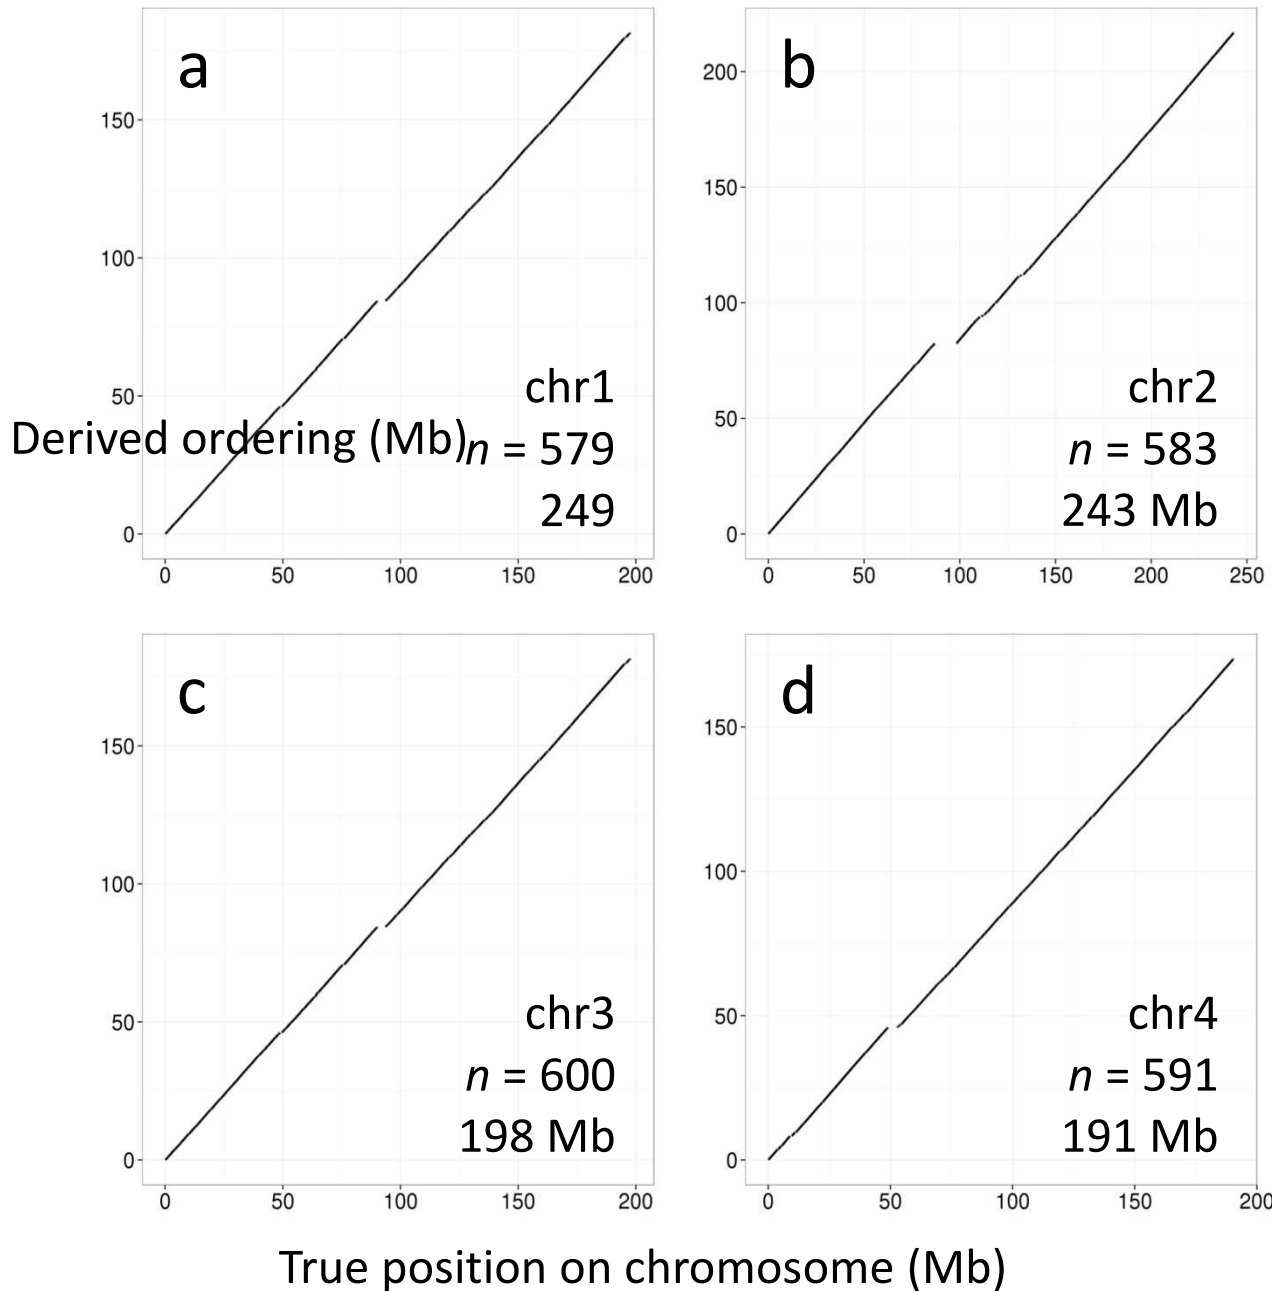 a
150
100
50
0
0 50 100 150 200
chr1
n = 579
249
Derived ordering (Mb)
b
200
150
100
50
0
0 50 100 150 200 250
chr2
n = 583
243 Mb
c
150
100
50
0
0 50 100 150 200
chr3
n = 600
198 Mb
d
150
100
50
0
0 50 100 150 200
chr4
n = 591
191 Mb
True position on chromosome (Mb)